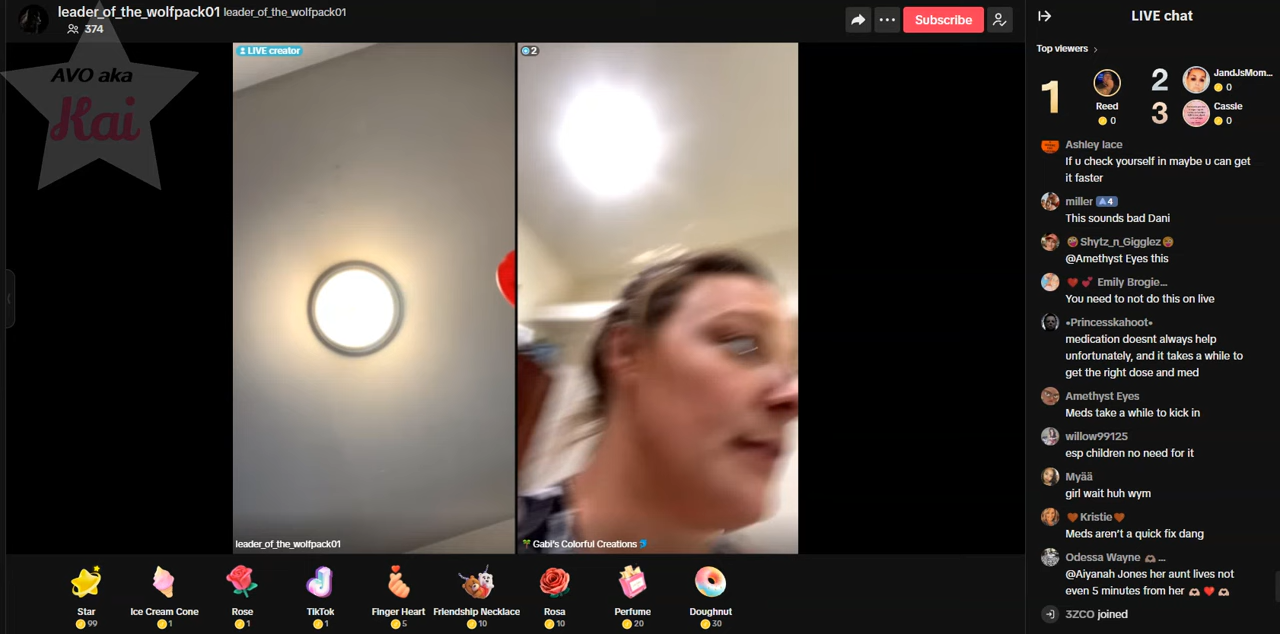 leader_of_the_wolfpack01 leader_of_the_wolfpack01
374
Subscribe
AVO aka
Kai
LIVE creator
2
leader_of_the_wolfpack01
Gabi's Colorful Creations
Star
99
Ice Cream Cone
1
Rose
1
TikTok
1
Finger Heart
5
Friendship Necklace
10
Rosa
10
Perfume
20
Doughnut
30
LIVE chat
Top viewers
1
Reed
0
2
JandJsMom...
0
3
Cassie
0
Ashley lace
If u check yourself in maybe u can get
it faster
miller 4
This sounds bad Dani
Shytz_n_Gigglez
@Amethyst Eyes this
Emily Brogie...
You need to not do this on live
•Princesskahoot•
medication doesnt always help
unfortunately, and it takes a while to
get the right dose and med
Amethyst Eyes
Meds take a while to kick in
willow99125
esp children no need for it
Myää
girl wait huh wym
Kristie
Meds aren't a quick fix dang
Odessa Wayne ...
@Aiyanah Jones her aunt lives not
even 5 minutes from her
3ZCO joined